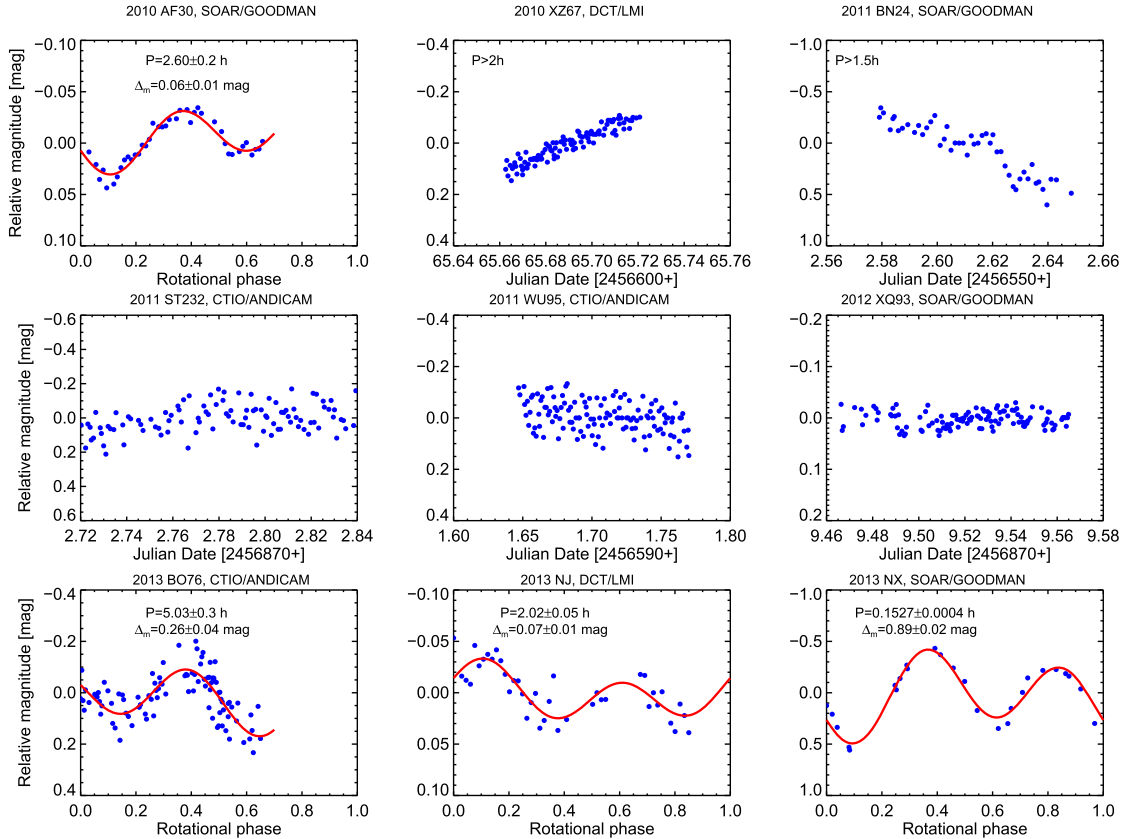 2010 AF30, SOAR/GOODMAN
2010 XZ67, DCT/LMI
2011 BN24, SOAR/GOODMAN
Relative magnitude [mag]
−0.10
−0.05
0.00
0.05
0.10
P=2.60±0.2 h
Δm=0.06±0.01 mag
0.0 0.2 0.4 0.6 0.8 1.0
Rotational phase
−0.4
−0.2
0.0
0.2
0.4
P>2h
65.64 65.66 65.68 65.70 65.72 65.74 65.76
Julian Date [2456600+]
−1.0
−0.5
0.0
0.5
1.0
P>1.5h
2.56 2.58 2.60 2.62 2.64 2.66
Julian Date [2456550+]
2011 ST232, CTIO/ANDICAM
2011 WU95, CTIO/ANDICAM
2012 XQ93, SOAR/GOODMAN
Relative magnitude [mag]
−0.6
−0.4
−0.2
0.0
0.2
0.4
0.6
2.72 2.74 2.76 2.78 2.80 2.82 2.84
Julian Date [2456870+]
−0.4
−0.2
0.0
0.2
0.4
1.60 1.65 1.70 1.75 1.80
Julian Date [2456590+]
−0.2
−0.1
0.0
0.1
0.2
9.46 9.48 9.50 9.52 9.54 9.56 9.58
Julian Date [2456870+]
2013 BO76, CTIO/ANDICAM
2013 NJ, DCT/LMI
2013 NX, SOAR/GOODMAN
Relative magnitude [mag]
−0.4
−0.2
0.0
0.2
0.4
P=5.03±0.3 h
Δm=0.26±0.04 mag
0.0 0.2 0.4 0.6 0.8 1.0
Rotational phase
−0.10
−0.05
0.00
0.05
0.10
P=2.02±0.05 h
Δm=0.07±0.01 mag
0.0 0.2 0.4 0.6 0.8 1.0
Rotational phase
−1.0
−0.5
0.0
0.5
1.0
P=0.1527±0.0004 h
Δm=0.89±0.02 mag
0.0 0.2 0.4 0.6 0.8 1.0
Rotational phase